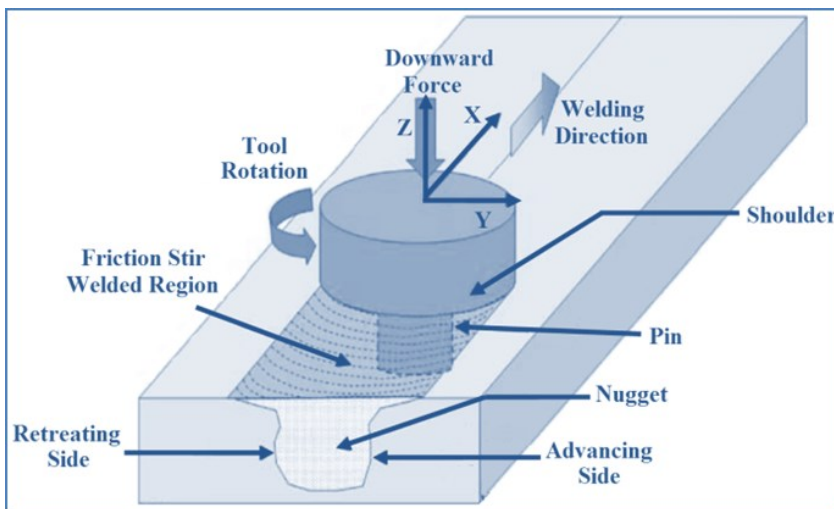 Downward
Force
X
Z
Welding
Direction
Tool
Rotation
Y
Shoulder
Friction Stir
Welded Region
Pin
Nugget
Retreating
Side
Advancing
Side